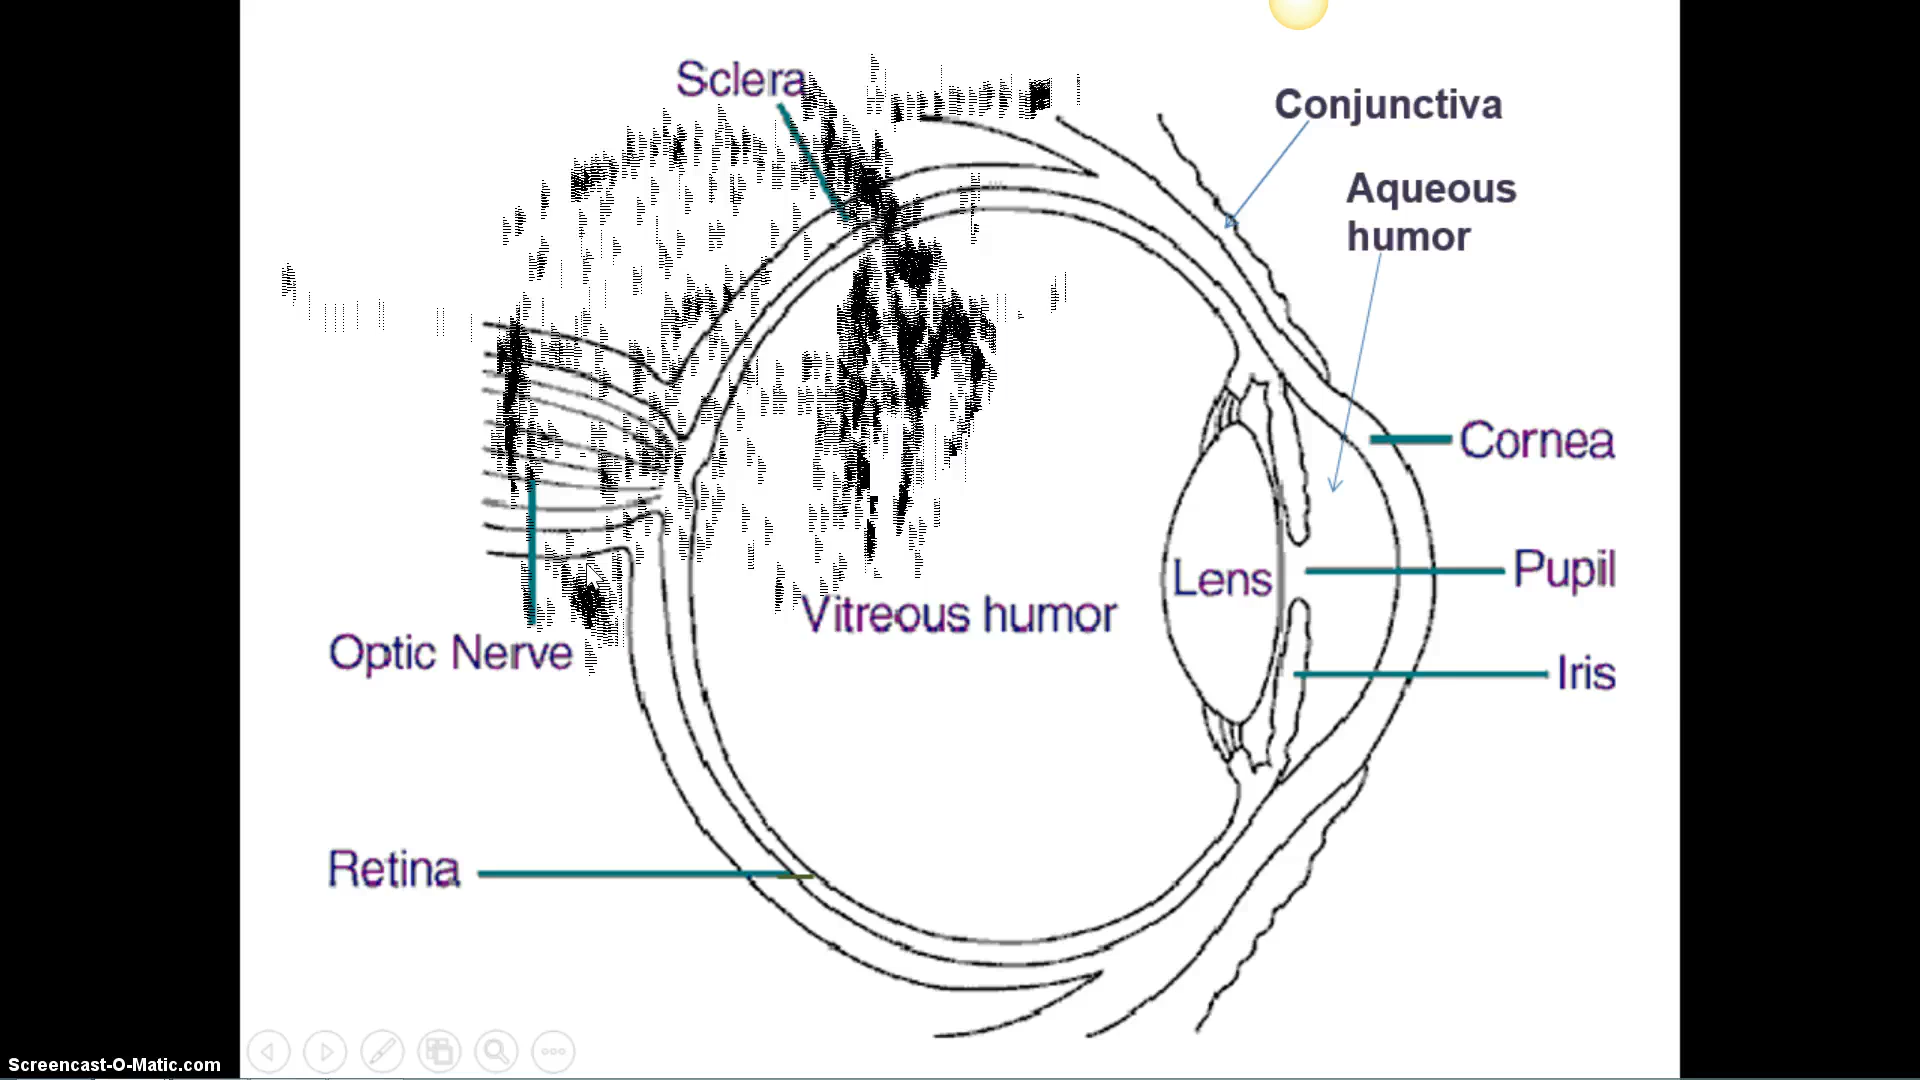 Sclera
Conjunctiva
Aqueous
humor
Cornea
Pupil
Lens
Vitreous humor
Optic Nerve
Iris
Retina
Screencast-O-Matic.com